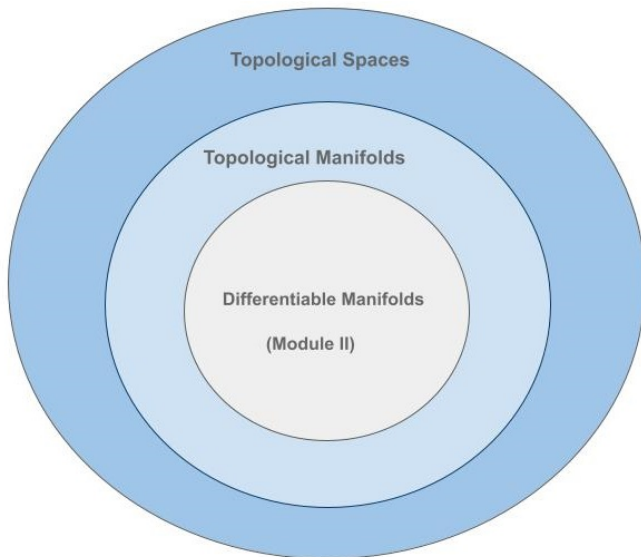 Topological Spaces
Topological Manifolds
Differentiable Manifolds
(Module II)